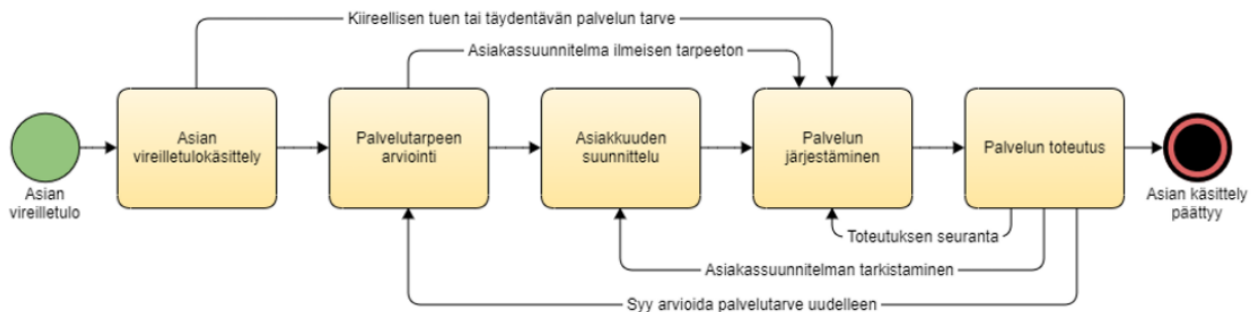 Kiireellisen tuen tai täydentävän palvelun tarve
Asiakassuunnitelma ilmeisen tarpeeton
Asian
vireilletulo
Asian
vireilletulokäsittely
Palvelutarpeen
arviointi
Asiakkuuden
suunnittelu
Palvelun
järjestäminen
Palvelun toteutus
Asian käsittely
päättyy
Toteutuksen seuranta
Asiakassuunnitelman tarkistaminen
Syy arvioida palvelutarve uudelleen